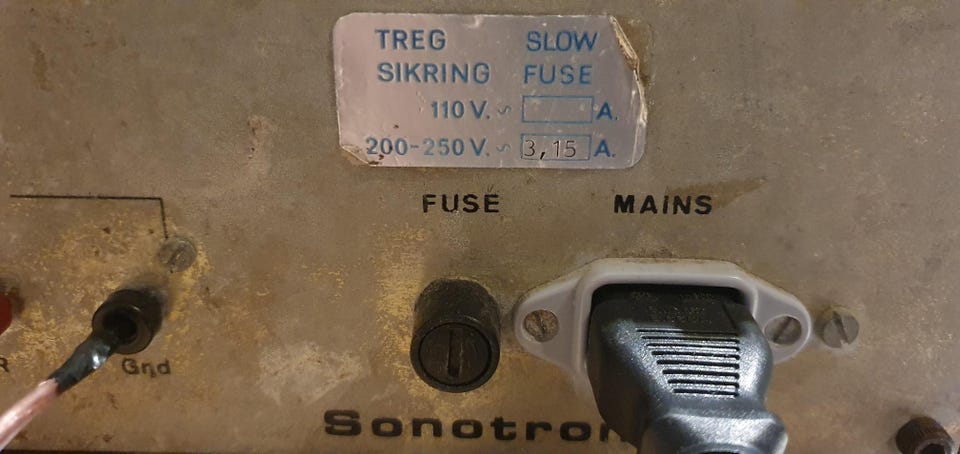 TREG SLOW
SIKRING FUSE
110 V. ~ A.
200-250 V. ~ 3,15 A.
FUSE MAINS
R Gnd
Sonotron